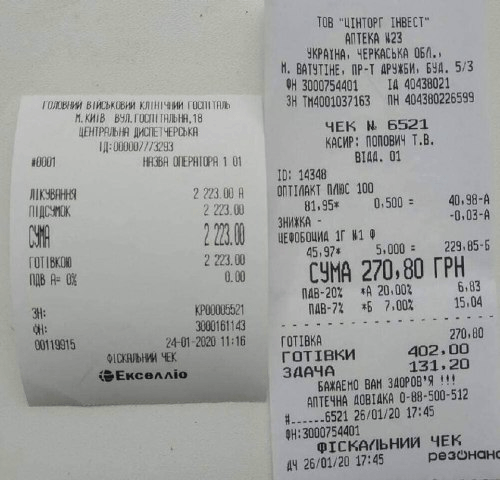 ГОЛОВНИЙ ВІЙСЬКОВИЙ КЛІНІЧНИЙ ГОСПІТАЛЬ
М.КИЇВ ВУЛ.ГОСПІТАЛЬНА,18
ЦЕНТРАЛЬНА ДИСПЕТЧЕРСЬКА
ІД:000007773293
#0001 НАЗВА ОПЕРАТОРА 1 01
ЛІКУВАННЯ 2 223.00 А
ПІДСУМОК 2 223.00
СУМА 2 223.00
ГОТІВКОЮ 2 223.00
ПДВ А= 0% 0.00
ЗН: КР00005521
ФН: 3000161143
00119915 24-01-2020 11:16
ФІСКАЛЬНИЙ ЧЕК
Екселліо
ТОВ "ЦІНТОРГ ІНВЕСТ"
АПТЕКА №23
УКРАЇНА, ЧЕРКАСЬКА ОБЛ.,
М. ВАТУТІНЕ, ПР-Т ДРУЖБИ, БУД. 5/3
ФН 3000754401 ІД 40438021
ЗН ТМ4001037163 ПН 404380226599
ЧЕК № 6521
КАСИР: ПОПОВИЧ Т.В.
ВІДД. 01
ID: 14348
ОПТІЛАКТ ПЛЮС 100
81.95* 0,500 = 40,98-А
ЗНИЖКА - -0,03-А
ЦЕФОБОЦИД 1Г №1 Ф
45,97* 5,000 = 229,85-Б
СУМА 270,80 ГРН
ПДВ-20% *А 20,00% 6,83
ПДВ-7% *Б 7,00% 15,04
ГОТІВКА 270,80
ГОТІВКИ 402,00
ЗДАЧА 131,20
БАЖАЄМО ВАМ ЗДОРОВ'Я !!!
АПТЕЧНА ДОВІДКА 0-88-500-512
#......6521 26/01/20 17:45
ФН:3000754401
ФІСКАЛЬНИЙ ЧЕК
ДЧ 26/01/20 17:45 резонанс